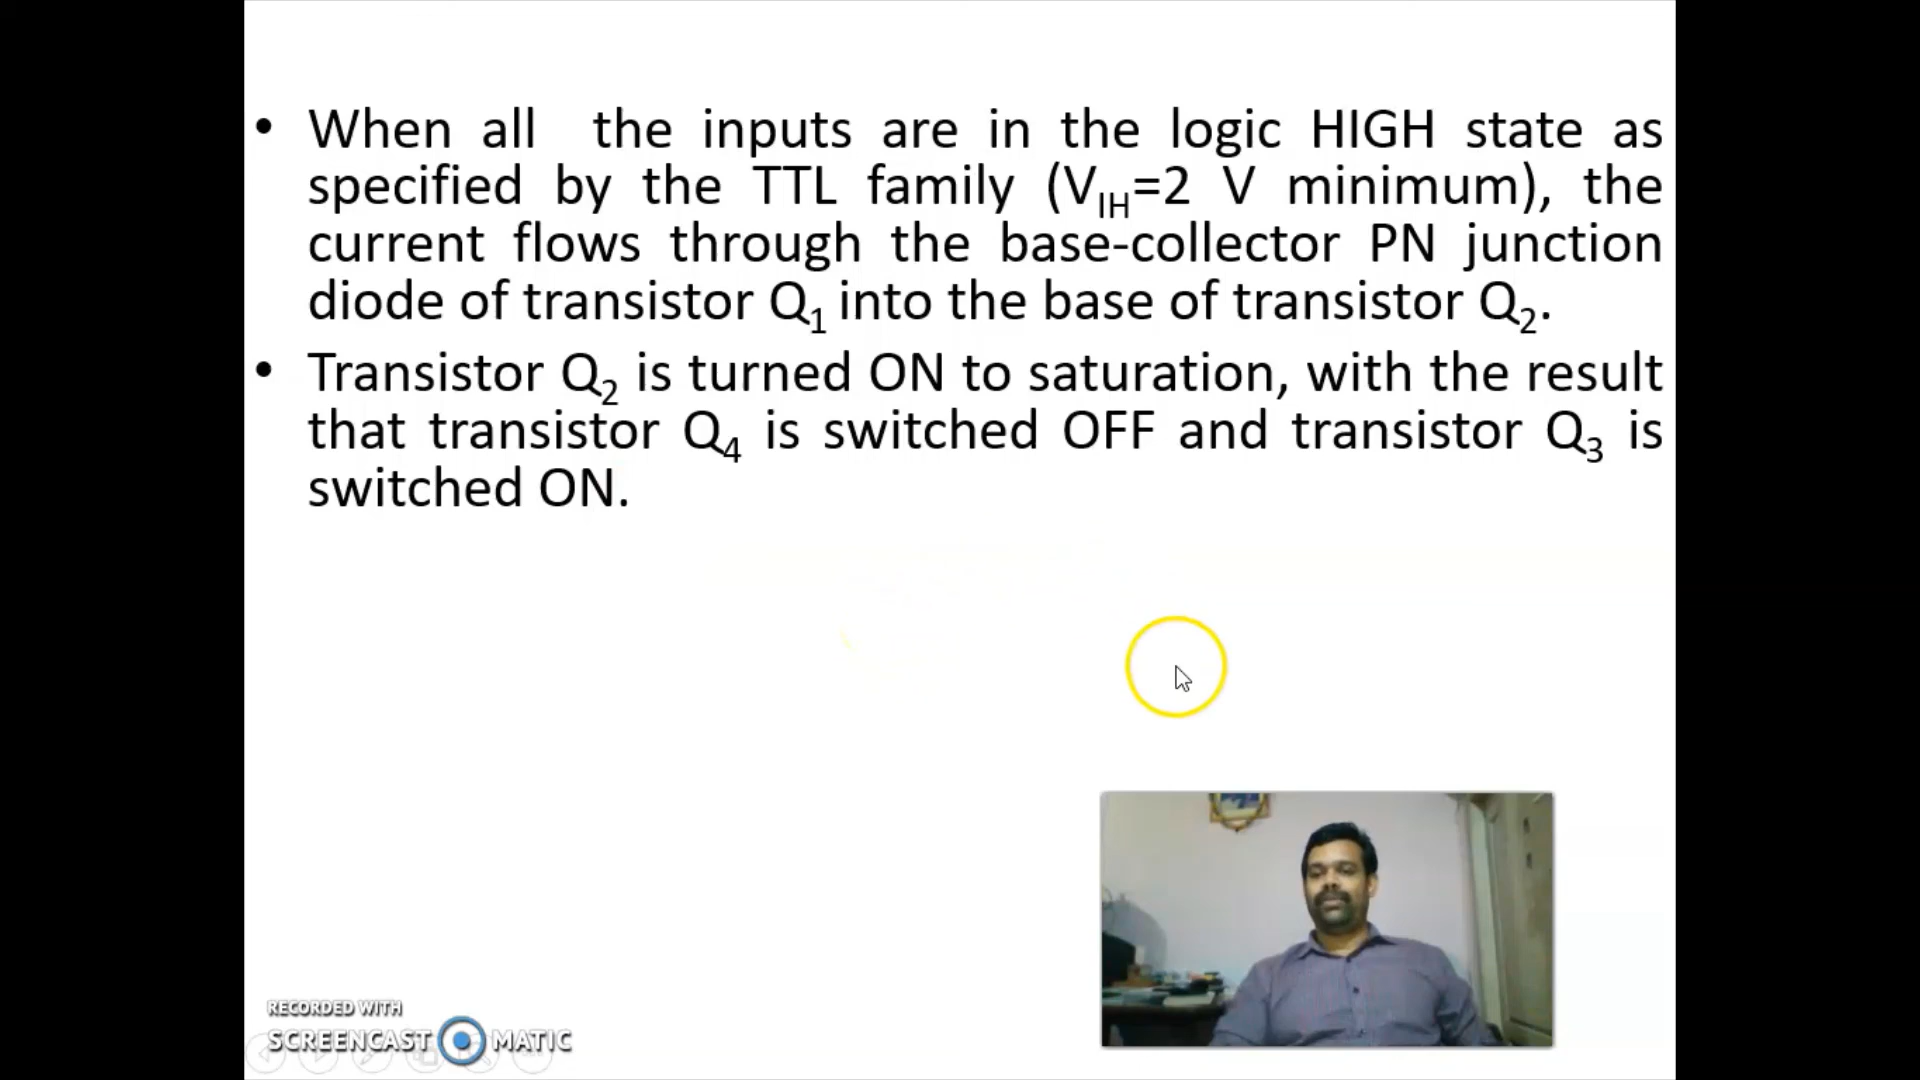 • When all the inputs are in the logic HIGH state as
specified by the TTL family (V_IH=2 V minimum), the
current flows through the base-collector PN junction
diode of transistor Q₁ into the base of transistor Q₂.
• Transistor Q₂ is turned ON to saturation, with the result
that transistor Q₄ is switched OFF and transistor Q₃ is
switched ON.
RECORDED WITH
SCREENCAST MATIC